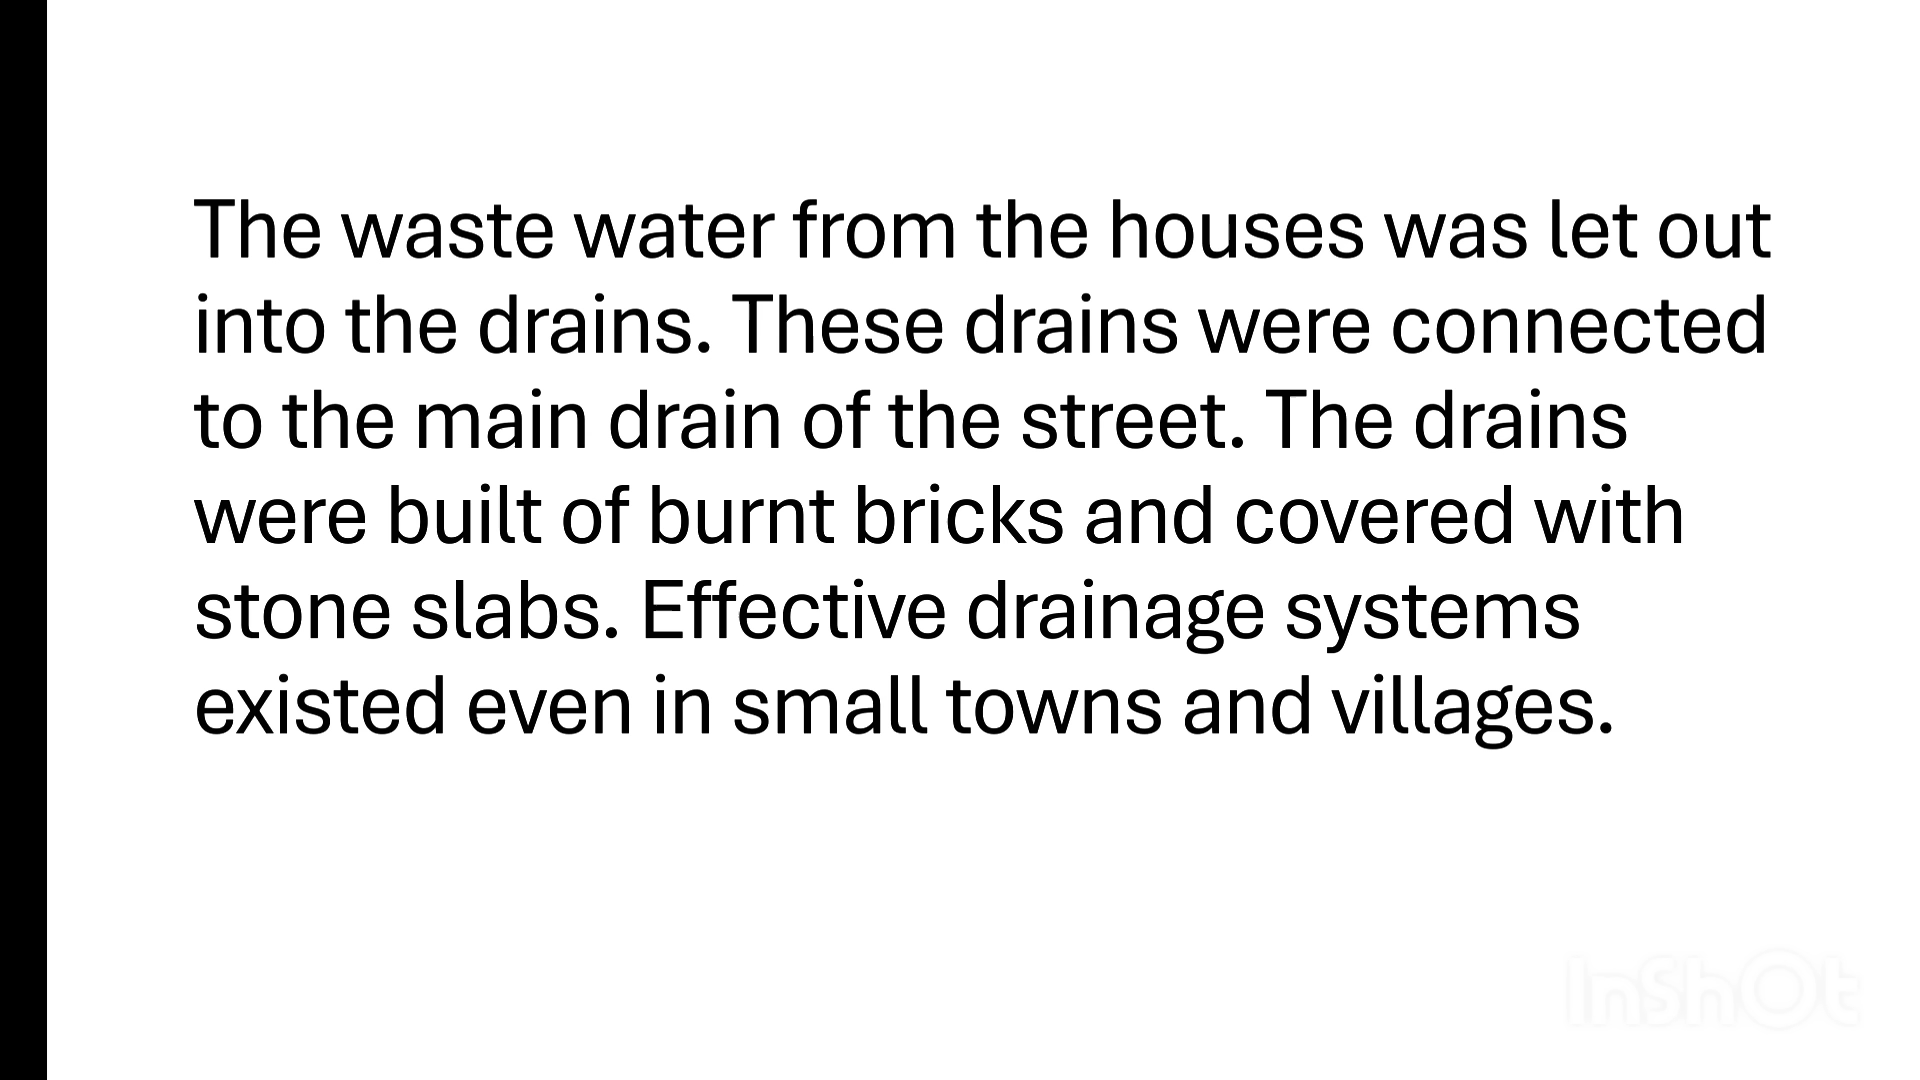 The waste water from the houses was let out
into the drains. These drains were connected
to the main drain of the street. The drains
were built of burnt bricks and covered with
stone slabs. Effective drainage systems
existed even in small towns and villages.
InShOt